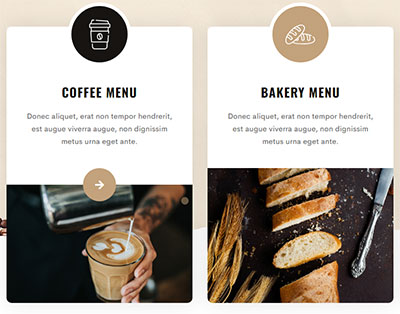 COFFEE MENU
Donec aliquet, erat non tempor hendrerit,
est augue viverra augue, non dignissim
metus urna eget ante.
BAKERY MENU
Donec aliquet, erat non tempor hendrerit,
est augue viverra augue, non dignissim
metus urna eget ante.